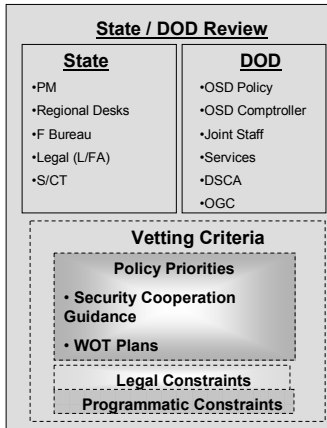 State / DOD Review
State
•PM
•Regional Desks
•F Bureau
•Legal (L/FA)
•S/CT
DOD
•OSD Policy
•OSD Comptroller
•Joint Staff
•Services
•DSCA
•OGC
Vetting Criteria
Policy Priorities
• Security Cooperation
Guidance
• WOT Plans
Legal Constraints
Programmatic Constraints